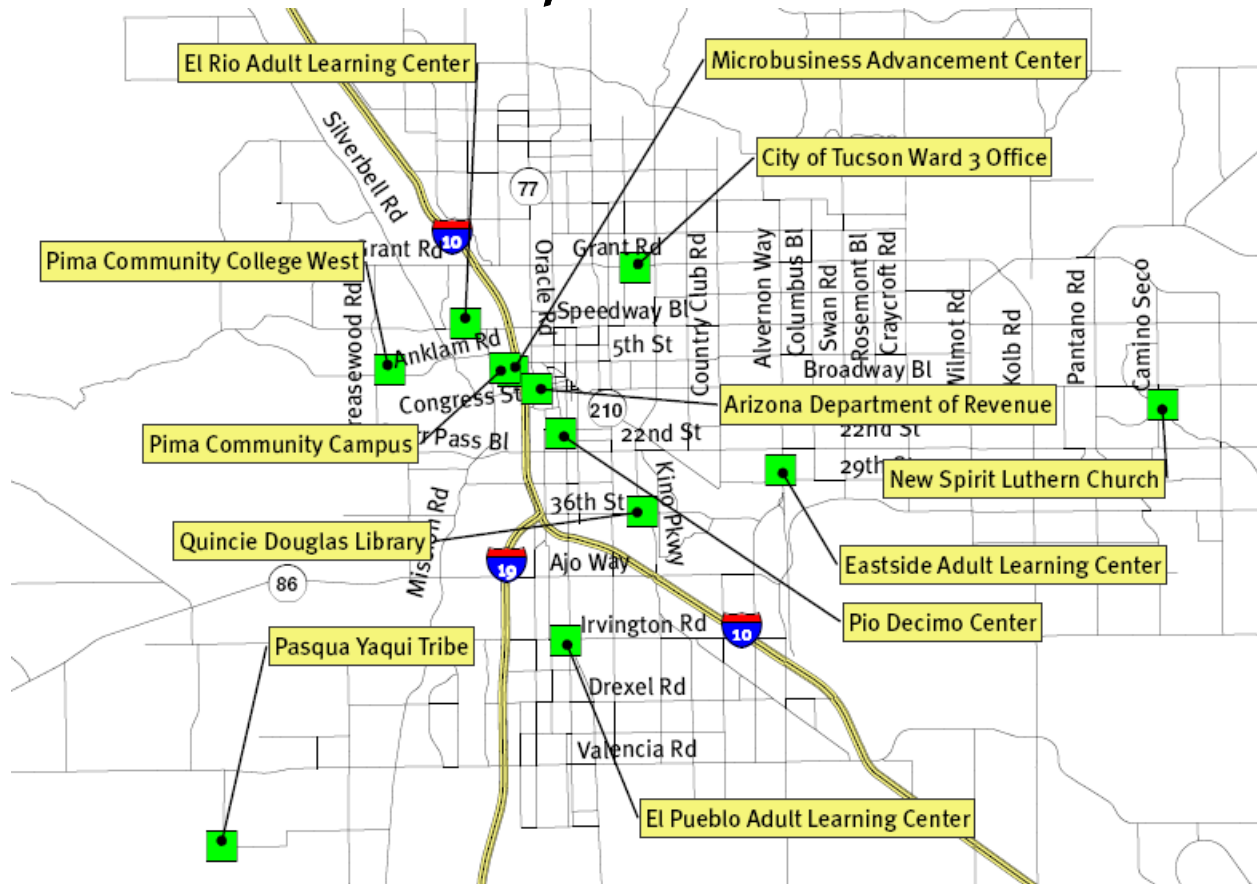 El Rio Adult Learning Center
Microbusiness Advancement Center
Silverbell Rd
City of Tucson Ward 3 Office
77
10
Grant Rd
Oracle Rd
Grant Rd
Country Club Rd
Alvernon Way
Columbus Bl
Swan Rd
Rosemont Bl
Craycroft Rd
Pima Community College West
reasewood Rd
Speedway Bl
Wilmot Rd
Kolb Rd
Pantano Rd
Camino Seco
Anklam Rd
5th St
Broadway Bl
Congress St
210
Arizona Department of Revenue
Pima Community Campus
r Pass Bl
22nd St
22nd St
29th St
New Spirit Luthern Church
Kino Pkwy
36th St
Quincie Douglas Library
Mission Rd
19
Ajo Way
Eastside Adult Learning Center
86
Pio Decimo Center
Irvington Rd
10
Pasqua Yaqui Tribe
Drexel Rd
Valencia Rd
El Pueblo Adult Learning Center